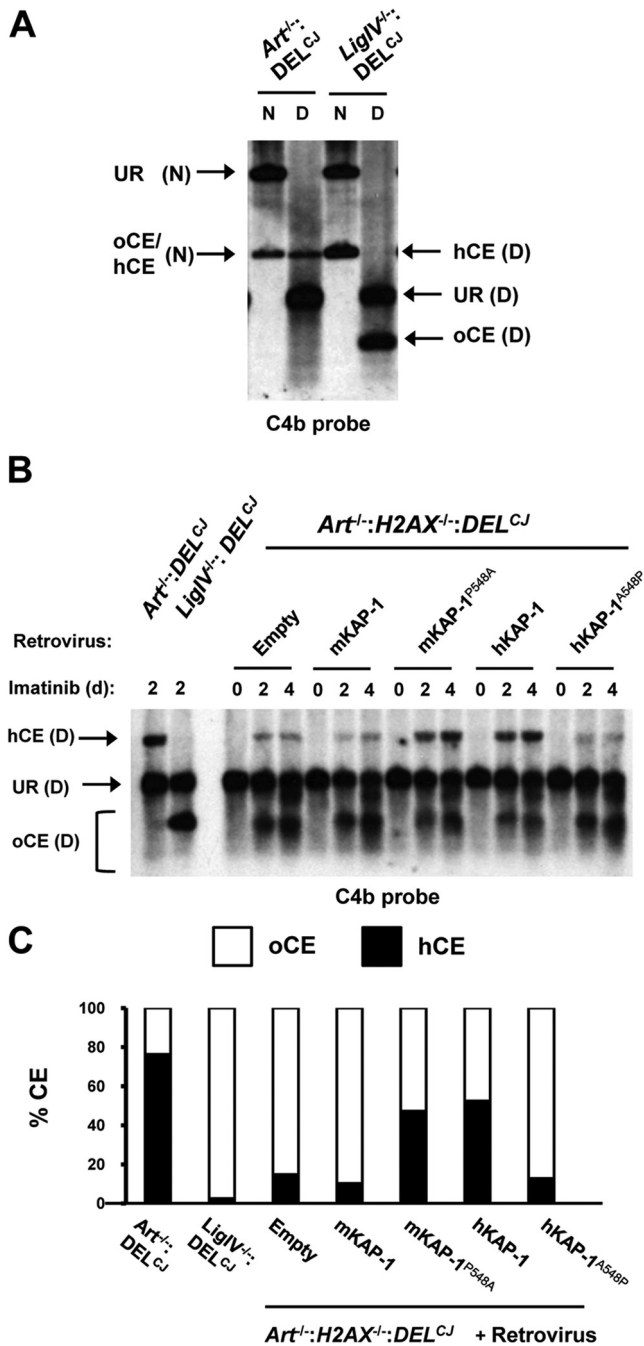 A
Art-/-:
DELCJ
LigIV-/-:
DELCJ
N D N D
UR (N)
oCE/
hCE (N)
hCE (D)
UR (D)
oCE (D)
C4b probe
B
Art-/-:DELCJ
LigIV-/-: DELCJ
Art-/-:H2AX-/-:DELCJ
Retrovirus:
Empty
mKAP-1
mKAP-1P548A
hKAP-1
hKAP-1A548P
Imatinib (d): 2 2 0 2 4 0 2 4 0 2 4 0 2 4 0 2 4
hCE (D)
UR (D)
oCE (D)
C4b probe
C
oCE hCE
% CE
100
80
60
40
20
0
Art-/-:
DELCJ
LigIV-/-:
DELCJ
Empty
mKAP-1
mKAP-1P548A
hKAP-1
hKAP-1A548P
Art-/-:H2AX-/-:DELCJ + Retrovirus